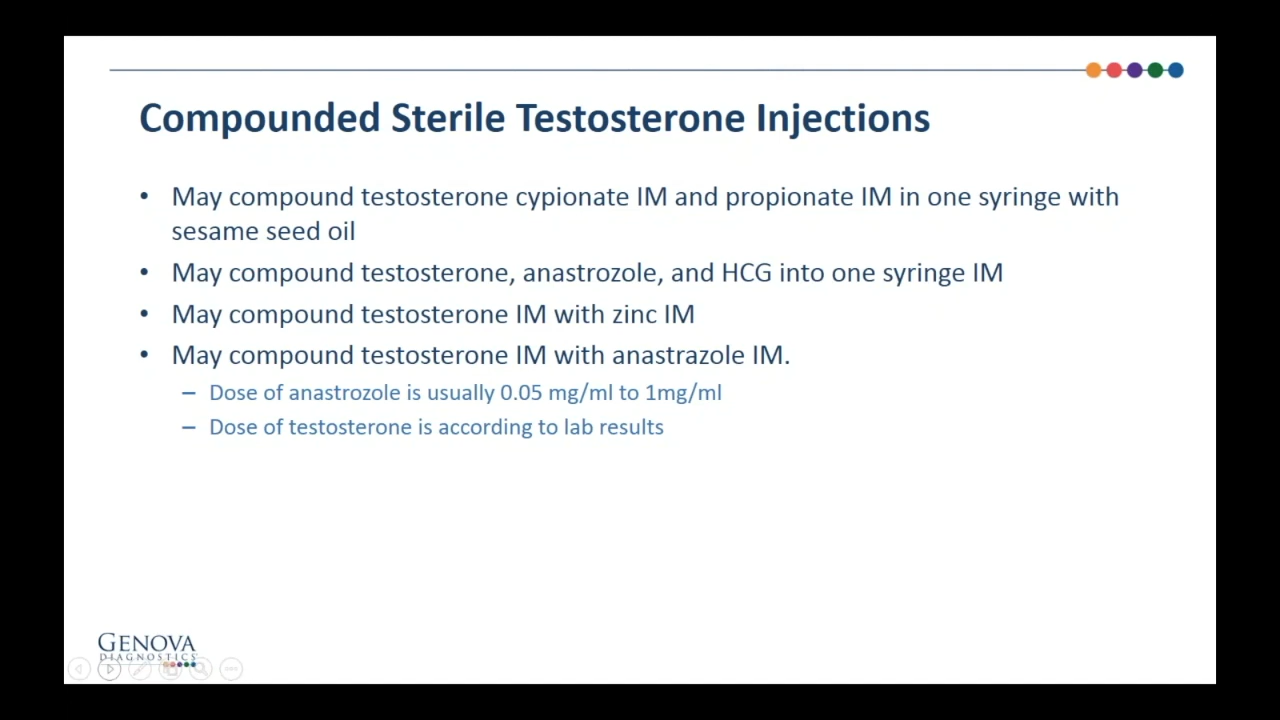 Compounded Sterile Testosterone Injections
• May compound testosterone cypionate IM and propionate IM in one syringe with
sesame seed oil
• May compound testosterone, anastrozole, and HCG into one syringe IM
• May compound testosterone IM with zinc IM
• May compound testosterone IM with anastrazole IM.
– Dose of anastrozole is usually 0.05 mg/ml to 1mg/ml
– Dose of testosterone is according to lab results
GENOVA
DIAGNOSTICS